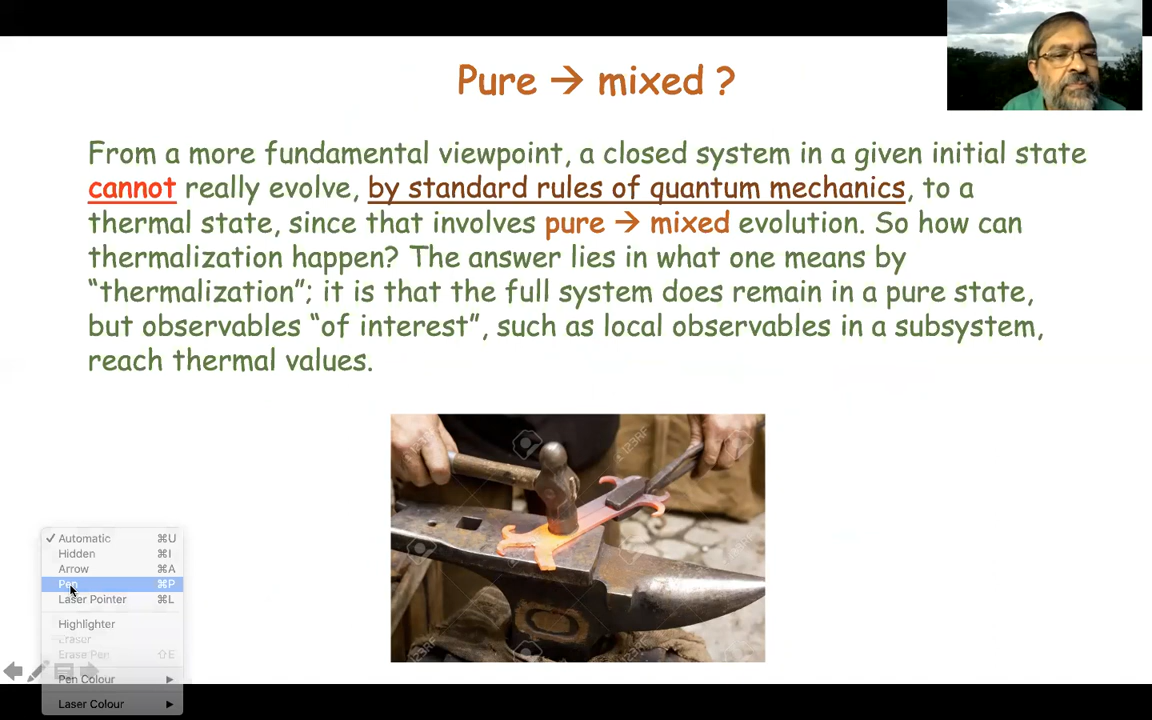 Pure → mixed ?
From a more fundamental viewpoint, a closed system in a given initial state
cannot really evolve, by standard rules of quantum mechanics, to a
thermal state, since that involves pure → mixed evolution. So how can
thermalization happen? The answer lies in what one means by
“thermalization”; it is that the full system does remain in a pure state,
but observables “of interest”, such as local observables in a subsystem,
reach thermal values.
123RF
123RF
123RF
123RF
✓ Automatic ⌘U
Hidden ⌘I
Arrow ⌘A
Pen ⌘P
Laser Pointer ⌘L
Highlighter
Eraser
Erase Pen ⇧E
Pen Colour
Laser Colour